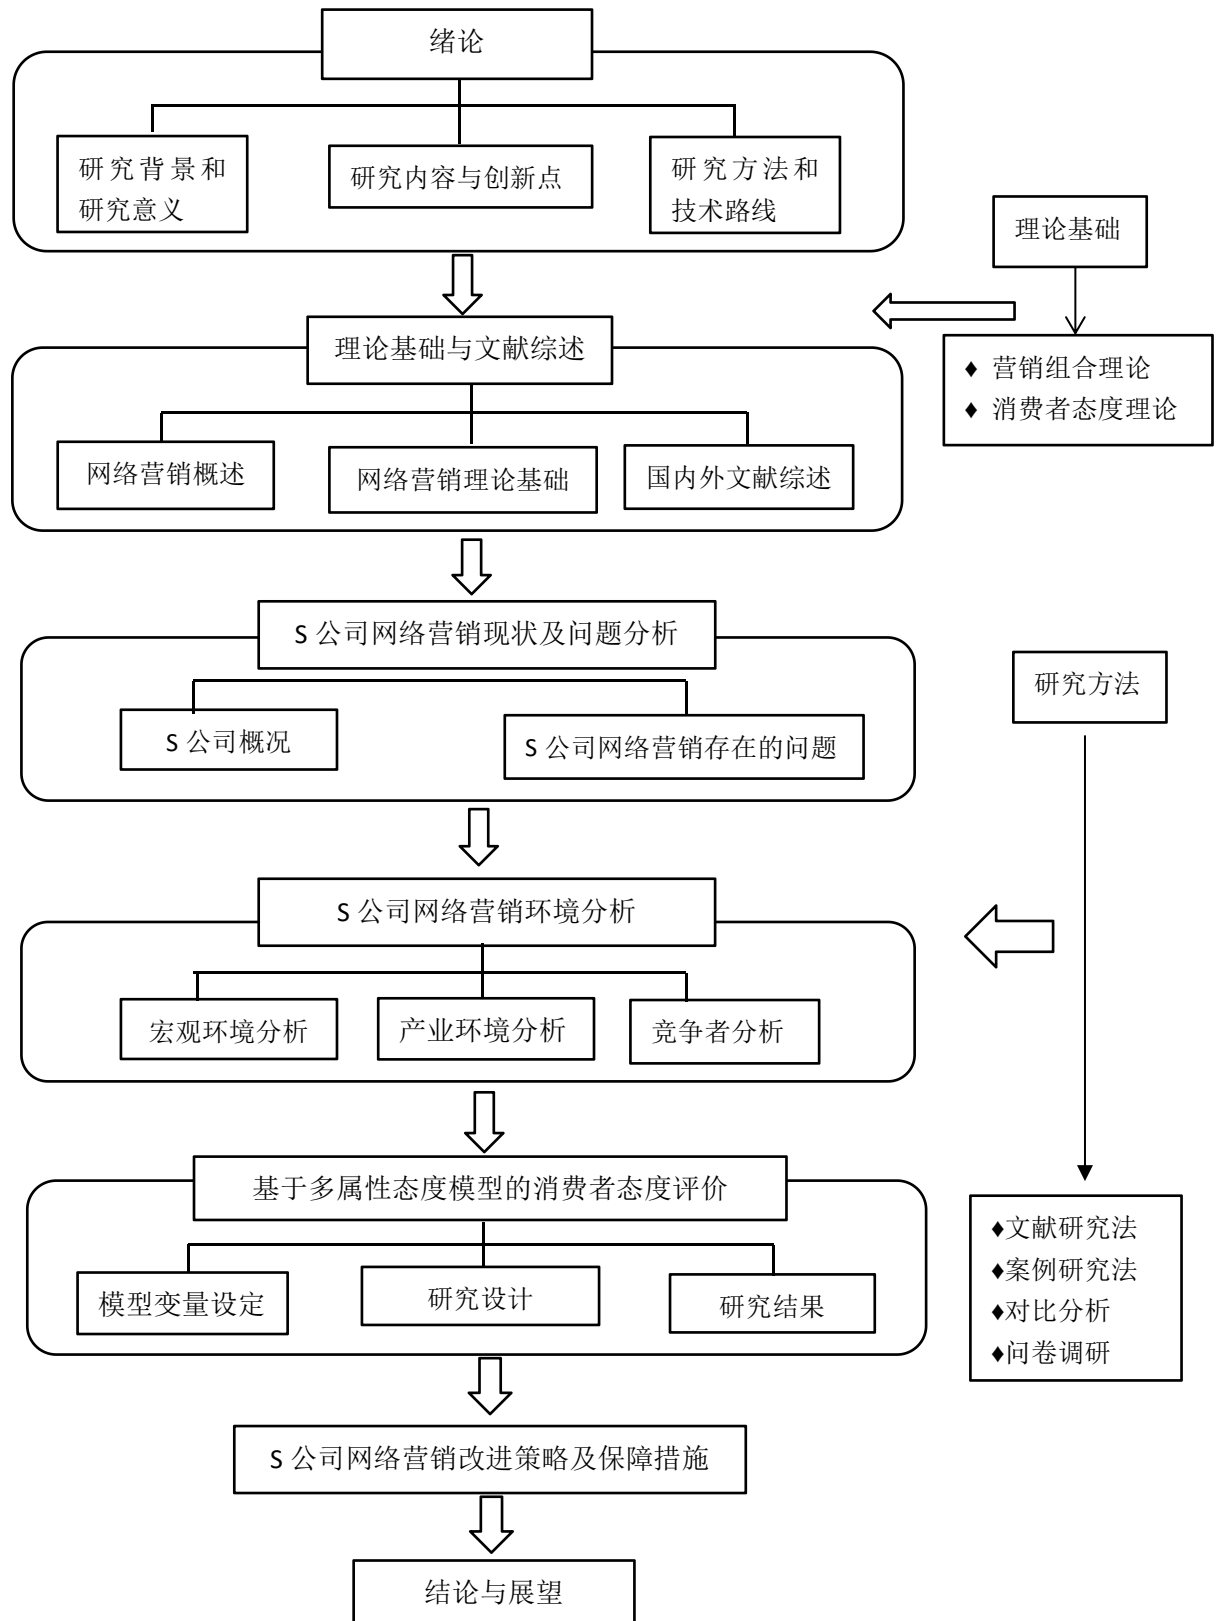 绪论
研究背景和
研究意义
研究内容与创新点
研究方法和
技术路线
理论基础
♦ 营销组合理论
♦ 消费者态度理论
理论基础与文献综述
网络营销概述
网络营销理论基础
国内外文献综述
S 公司网络营销现状及问题分析
S 公司概况
S 公司网络营销存在的问题
研究方法
S 公司网络营销环境分析
宏观环境分析
产业环境分析
竞争者分析
基于多属性态度模型的消费者态度评价
模型变量设定
研究设计
研究结果
♦文献研究法
♦案例研究法
♦对比分析
♦问卷调研
S 公司网络营销改进策略及保障措施
结论与展望